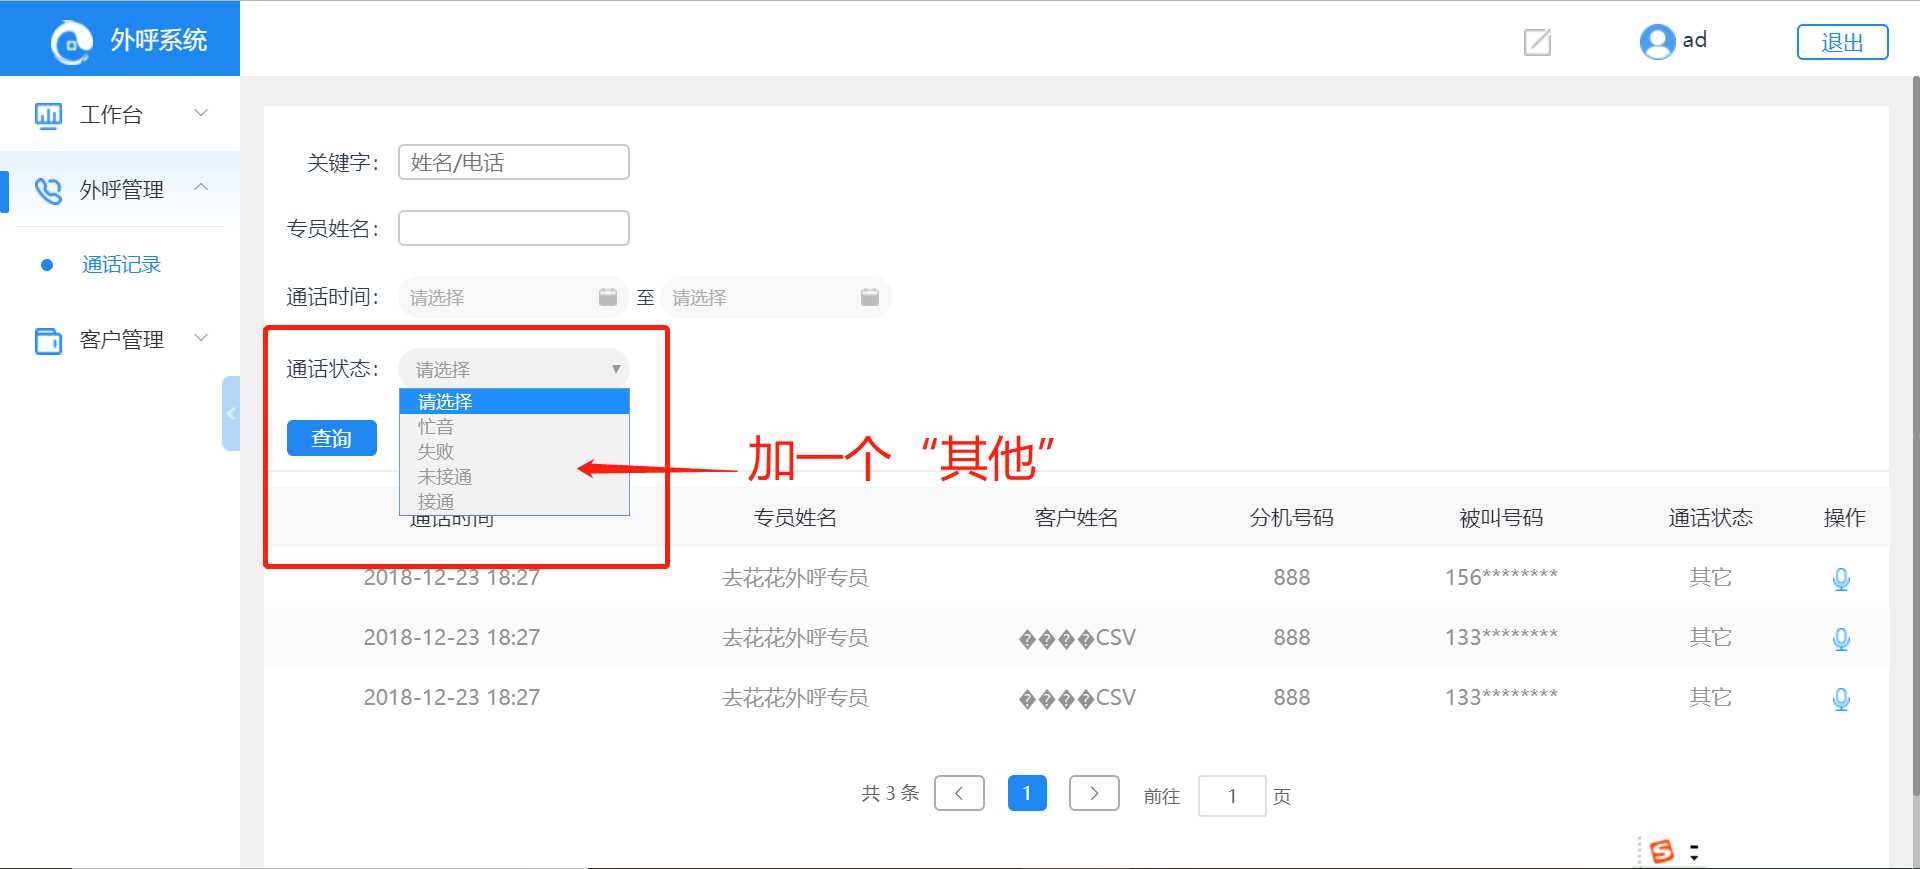 外呼系统
ad
退出
工作台
外呼管理
通话记录
客户管理
关键字：
姓名/电话
专员姓名：
通话时间：
请选择
至
请选择
通话状态：
请选择
请选择
忙音
失败
未接通
接通
查询
加一个“其他”
通话时间 专员姓名 客户姓名 分机号码 被叫号码 通话状态 操作
2018-12-23 18:27 去花花外呼专员 888 156******** 其它
2018-12-23 18:27 去花花外呼专员 ����CSV 888 133******** 其它
2018-12-23 18:27 去花花外呼专员 ����CSV 888 133******** 其它
共 3 条 1 前往 1 页